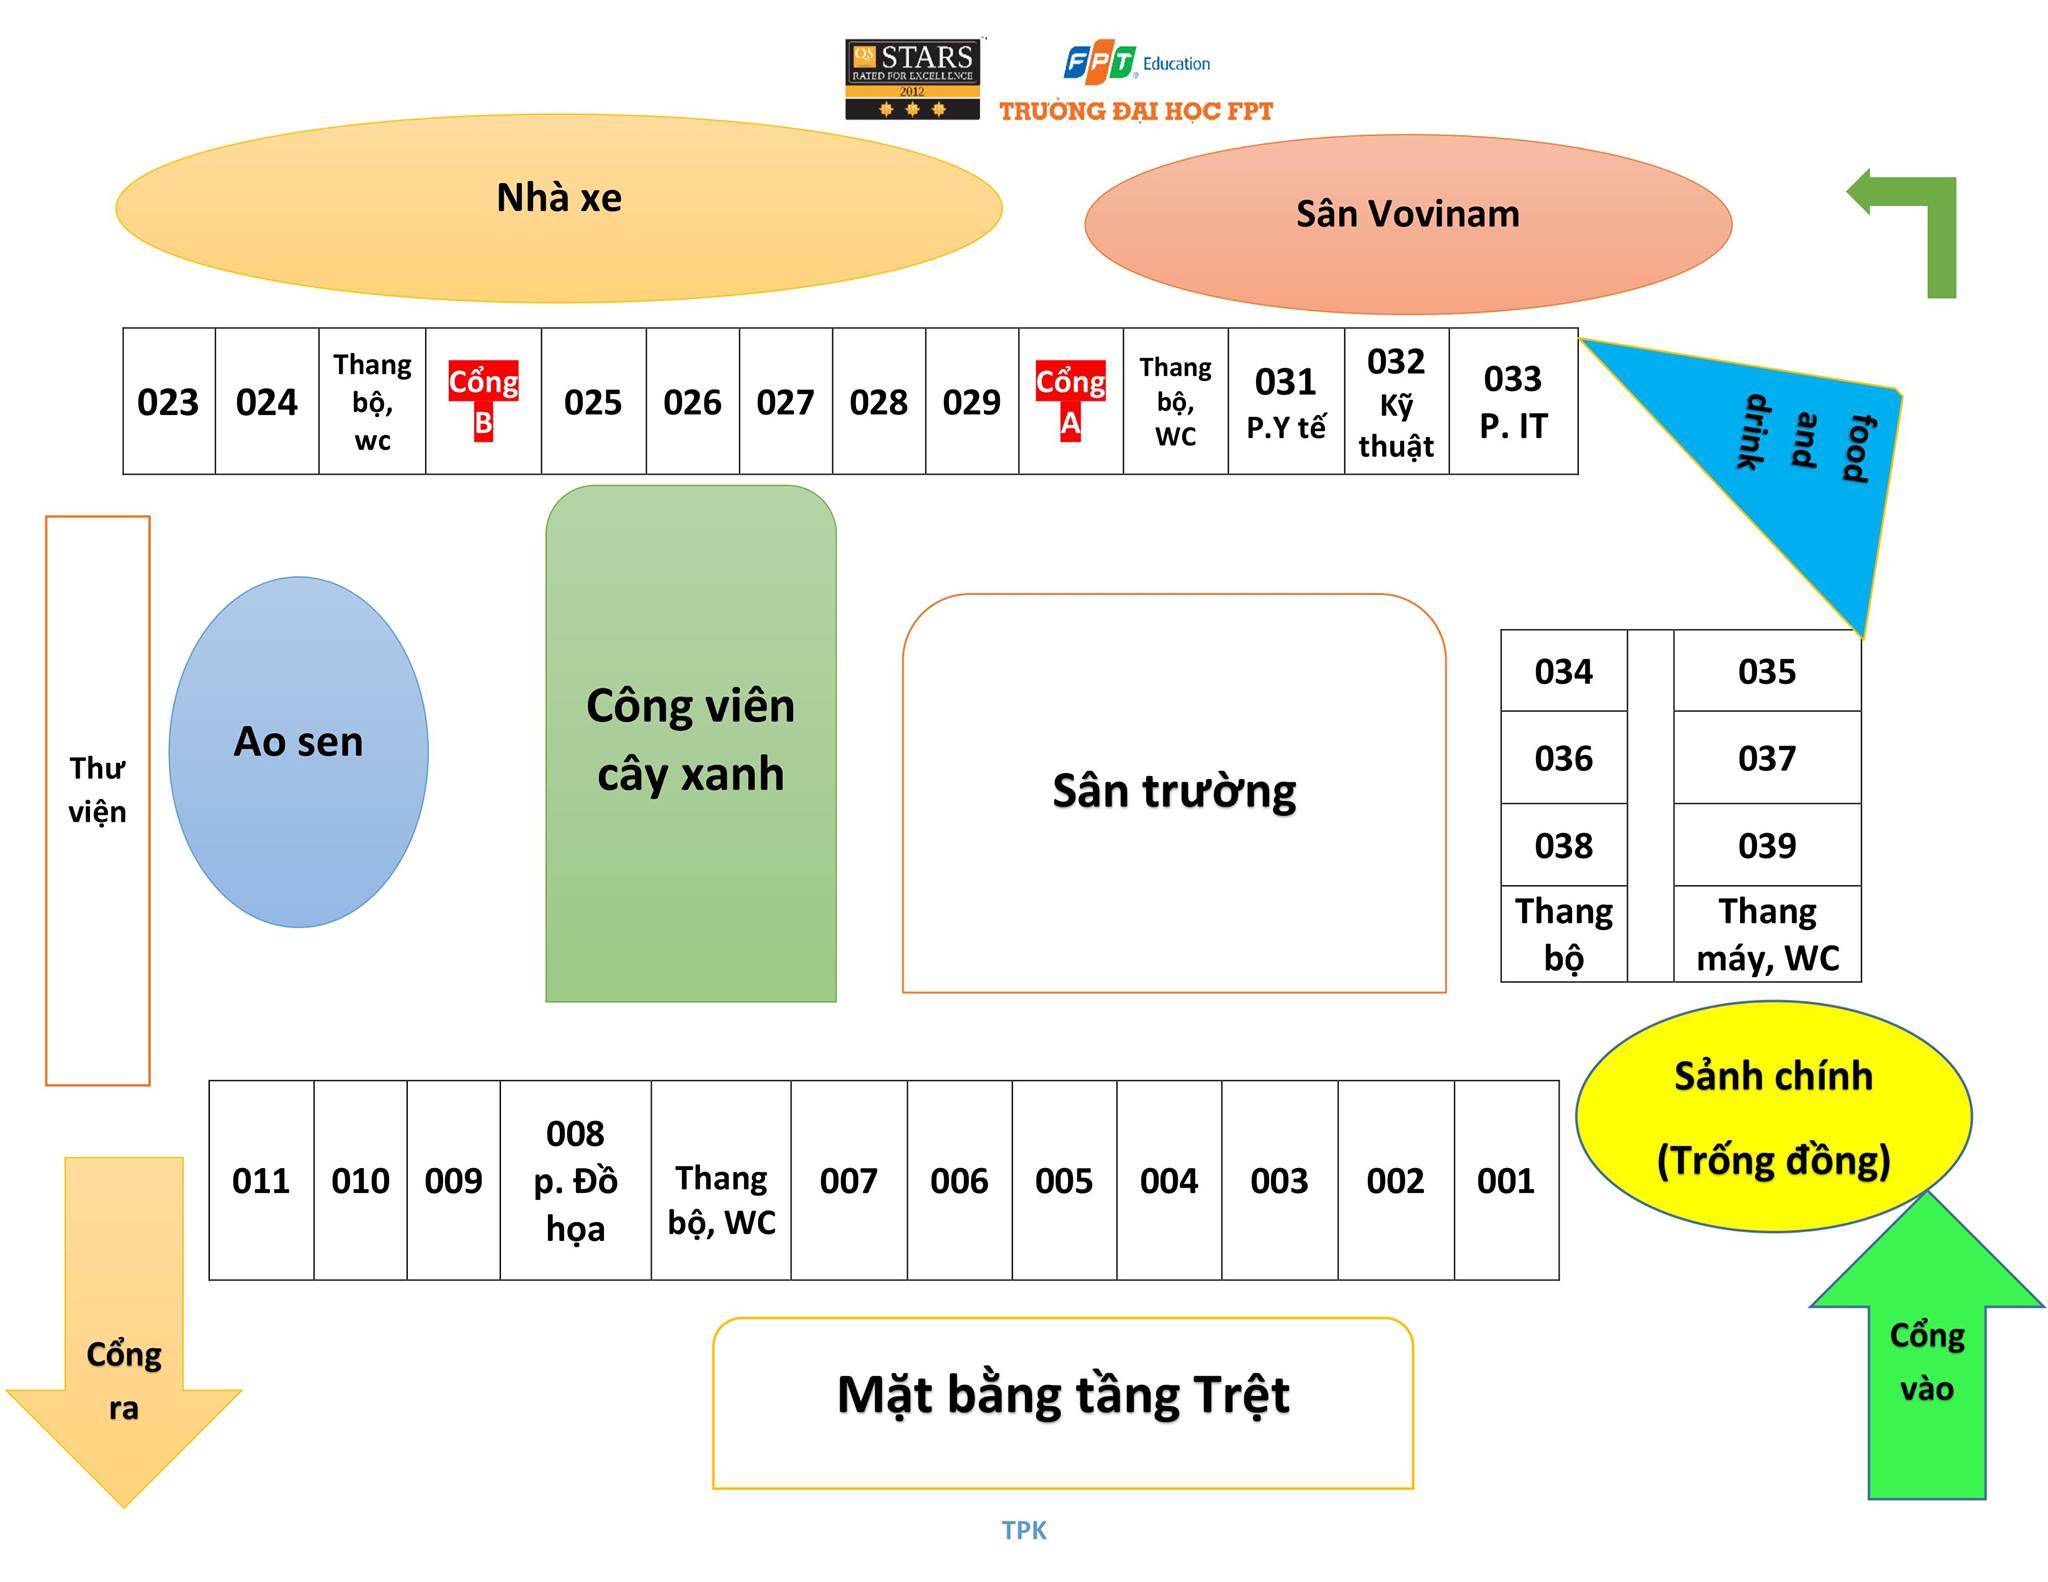 QS STARS
RATED FOR EXCELLENCE
2012
FPT Education
TRƯỜNG ĐẠI HỌC FPT
Nhà xe
Sân Vovinam
023
024
Thang
bộ,
wc
Cổng
B
025
026
027
028
029
Cổng
A
Thang
bộ,
WC
031
P.Y tế
032
Kỹ
thuật
033
P. IT
food
and
drink
Thư
viện
Ao sen
Công viên
cây xanh
Sân trường
034
035
036
037
038
039
Thang
bộ
Thang
máy, WC
Sảnh chính
(Trống đồng)
011
010
009
008
p. Đồ
họa
Thang
bộ, WC
007
006
005
004
003
002
001
Cổng
ra
Cổng
vào
Mặt bằng tầng Trệt
TPK